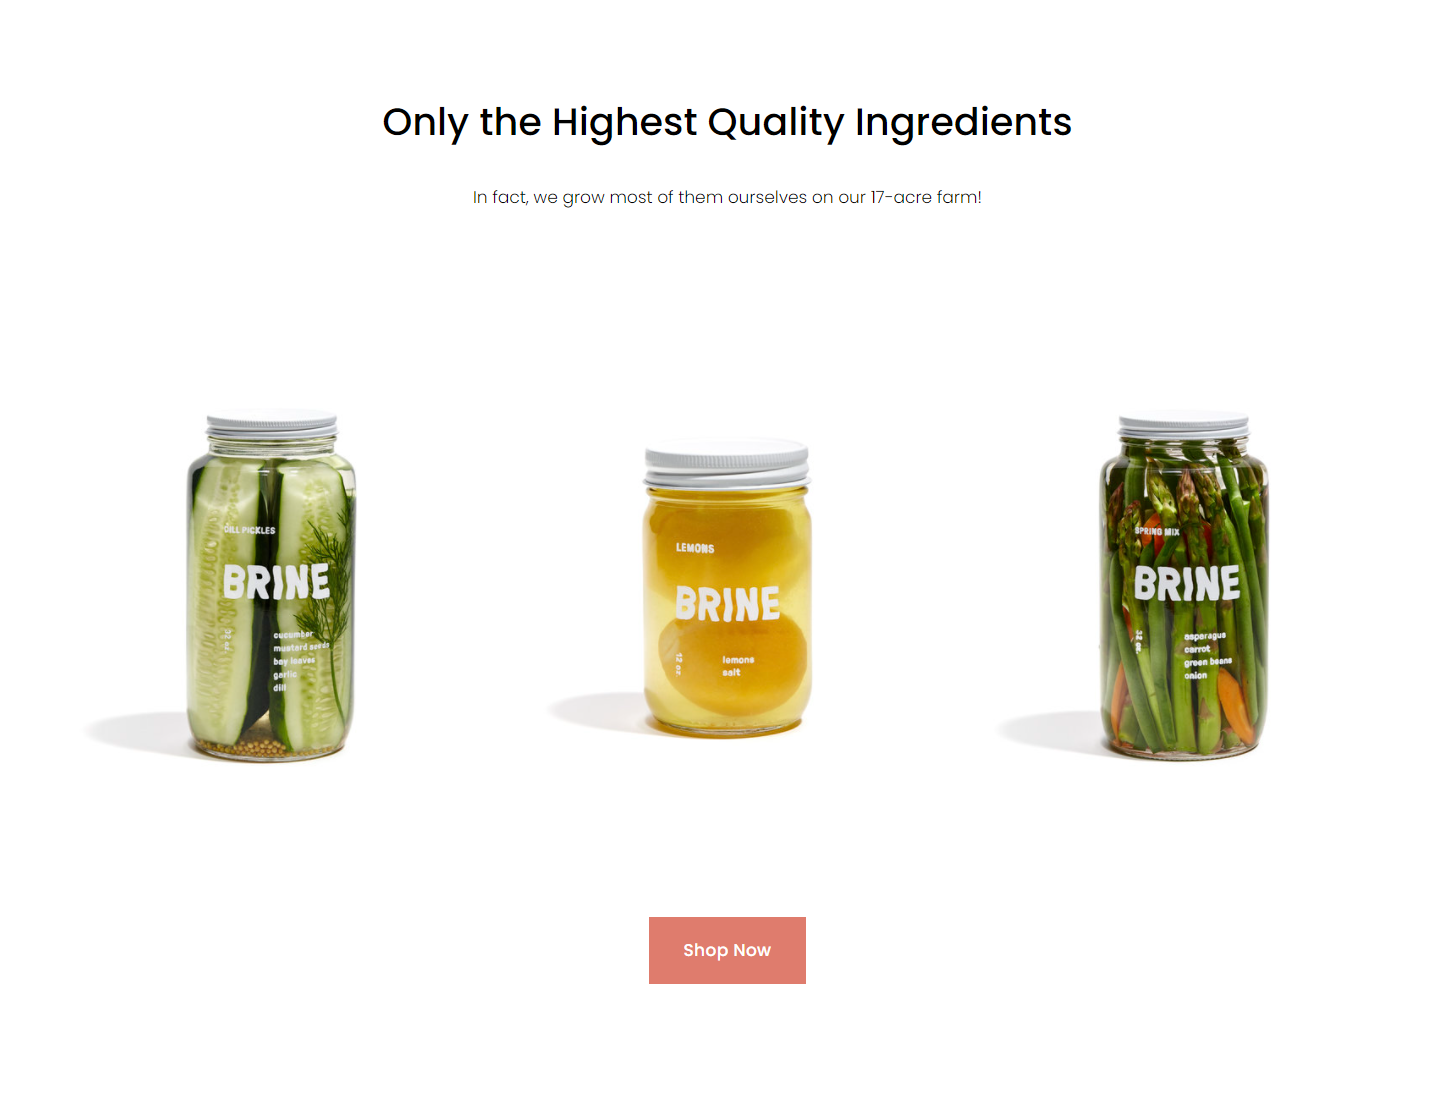 Only the Highest Quality Ingredients
In fact, we grow most of them ourselves on our 17-acre farm!
DILL PICKLES
BRINE
32 oz.
cucumber
mustard seeds
bay leaves
garlic
dill
LEMONS
BRINE
12 oz.
lemons
salt
SPRING MIX
BRINE
32 oz.
asparagus
carrot
green beans
onion
Shop Now